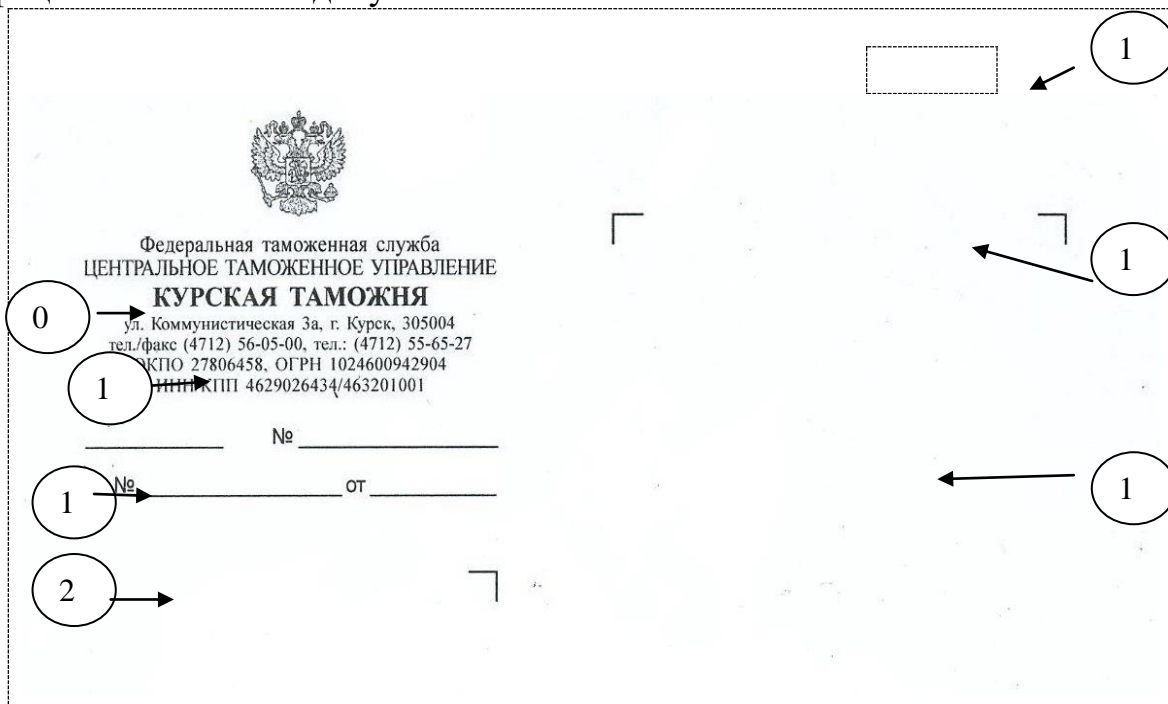 1
Федеральная таможенная служба
ЦЕНТРАЛЬНОЕ ТАМОЖЕННОЕ УПРАВЛЕНИЕ
КУРСКАЯ ТАМОЖНЯ
0
ул. Коммунистическая 3а, г. Курск, 305004
тел./факс (4712) 56-05-00, тел.: (4712) 55-65-27
ОКПО 27806458, ОГРН 1024600942904
1
КПП 4629026434/463201001
1
№
№ от
1
1
2